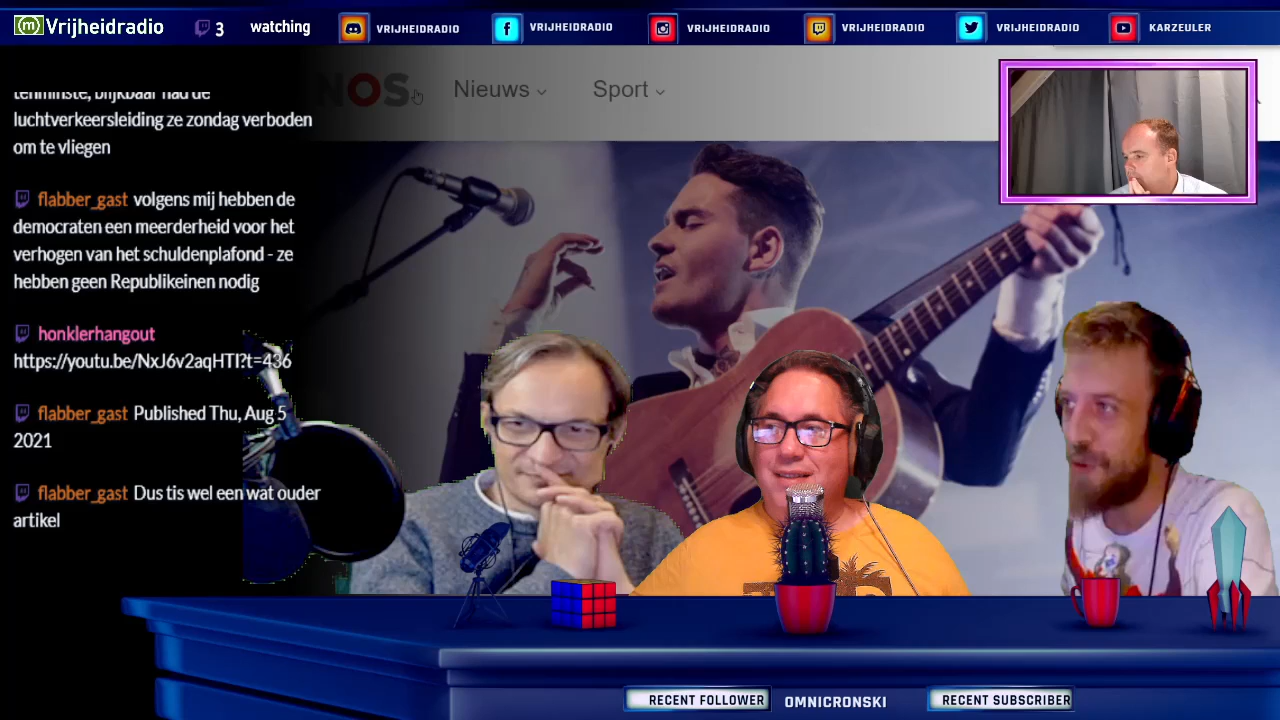 (m) Vrijheidradio
3 watching
VRIJHEIDRADIO
VRIJHEIDRADIO
VRIJHEIDRADIO
VRIJHEIDRADIO
VRIJHEIDRADIO
KARZEULER
NOS
Nieuws
Sport
tenminste, blijkbaar had de
luchtverkeersleiding ze zondag verboden
om te vliegen
flabber_gast volgens mij hebben de
democraten een meerderheid voor het
verhogen van het schuldenplafond - ze
hebben geen Republikeinen nodig
honklerhangout
https://youtu.be/NxJ6v2aqHTI?t=436
flabber_gast Published Thu, Aug 5
2021
flabber_gast Dus tis wel een wat ouder
artikel
RECENT FOLLOWER
OMNICRONSKI
RECENT SUBSCRIBER